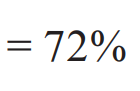 = 72%